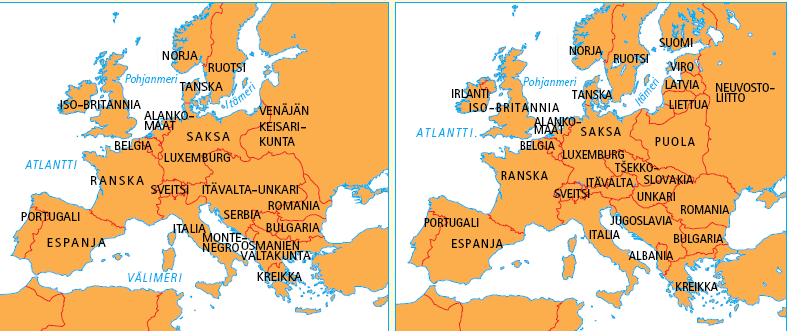 NORJA
RUOTSI
Pohjanmeri
TANSKA
Itämeri
ISO–BRITANNIA
ALANKO–
MAAT
VENÄJÄN
KEISARI–
KUNTA
SAKSA
BELGIA
LUXEMBURG
ATLANTTI
RANSKA
SVEITSI
ITÄVALTA–UNKARI
ROMANIA
SERBIA
PORTUGALI
BULGARIA
ITALIA
MONTE–
NEGRO
ESPANJA
OSMANIEN
VALTAKUNTA
VÄLIMERI
KREIKKA
SUOMI
NORJA
RUOTSI
VIRO
Pohjanmeri
LATVIA
IRLANTI
TANSKA
Itämeri
NEUVOSTO–
LIITTO
ISO–BRITANNIA
LIETTUA
ALANKO–
MAAT
ATLANTTI
SAKSA
PUOLA
BELGIA
LUXEMBURG
TŠEKKO–
SLOVAKIA
RANSKA
ITÄVALTA
SVEITSI
UNKARI
ROMANIA
JUGOSLAVIA
PORTUGALI
ITALIA
BULGARIA
ESPANJA
ALBANIA
KREIKKA